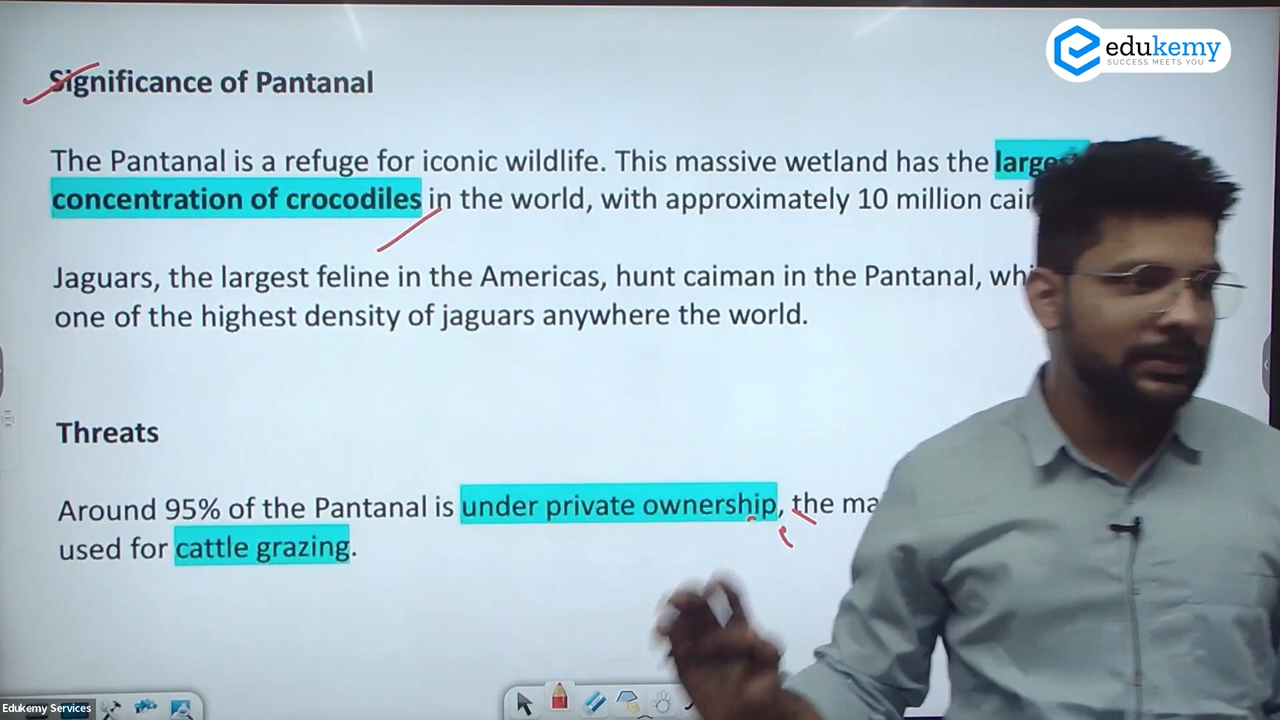 edukemy
SUCCESS MEETS YOU
Significance of Pantanal
The Pantanal is a refuge for iconic wildlife. This massive wetland has the largest
concentration of crocodiles in the world, with approximately 10 million
Jaguars, the largest feline in the Americas, hunt caiman in the Pantanal,
one of the highest density of jaguars anywhere the world.
Threats
Around 95% of the Pantanal is under private ownership, the
used for cattle grazing.
Edukemy Services